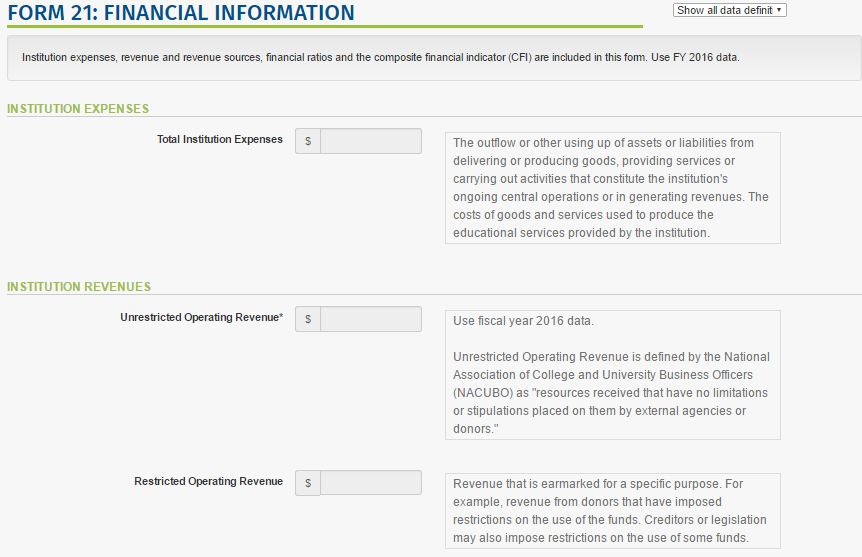 FORM 21: FINANCIAL INFORMATION
Show all data definit
Institution expenses, revenue and revenue sources, financial ratios and the composite financial indicator (CFI) are included in this form. Use FY 2016 data.
INSTITUTION EXPENSES
Total Institution Expenses
$
The outflow or other using up of assets or liabilities from
delivering or producing goods, providing services or
carrying out activities that constitute the institution's
ongoing central operations or in generating revenues. The
costs of goods and services used to produce the
educational services provided by the institution.
INSTITUTION REVENUES
Unrestricted Operating Revenue*
$
Use fiscal year 2016 data.
Unrestricted Operating Revenue is defined by the National
Association of College and University Business Officers
(NACUBO) as "resources received that have no limitations
or stipulations placed on them by external agencies or
donors."
Restricted Operating Revenue
$
Revenue that is earmarked for a specific purpose. For
example, revenue from donors that have imposed
restrictions on the use of the funds. Creditors or legislation
may also impose restrictions on the use of some funds.